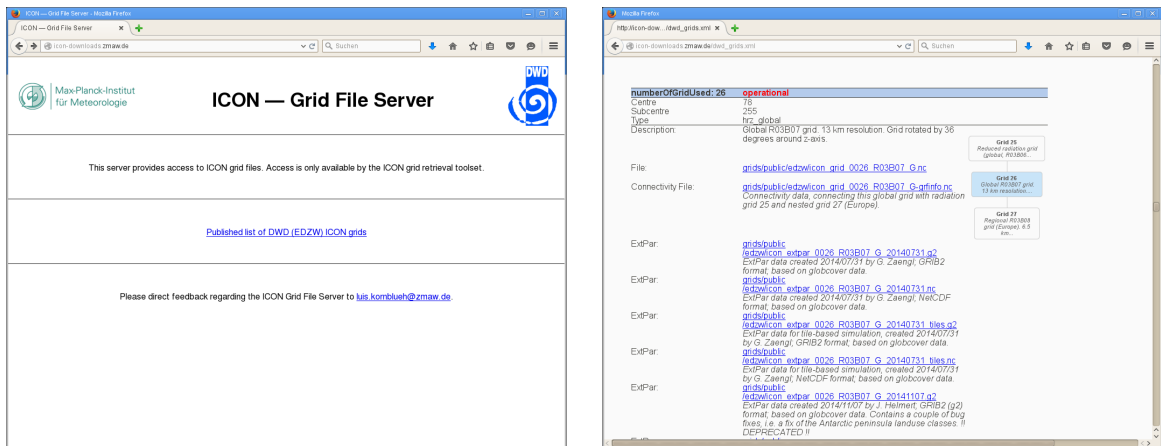 ICON — Grid File Server - Mozilla Firefox
ICON — Grid File Server
icon-downloads.zmaw.de
Suchen
Max-Planck-Institut
für Meteorologie
ICON — Grid File Server
DWD
This server provides access to ICON grid files. Access is only available by the ICON grid retrieval toolset.
Published list of DWD (EDZW) ICON grids
Please direct feedback regarding the ICON Grid File Server to luis.kornblueh@zmaw.de.
Mozilla Firefox
http://icon-dow.../dwd_grids.xml
icon-downloads.zmaw.de/dwd_grids.xml
Suchen
numberOfGridUsed: 26 operational
Centre 78
Subcentre 255
Type hrz_global
Description: Global R03B07 grid. 13 km resolution. Grid rotated by 36
degrees around z-axis.
Grid 25
Reduced radiation grid
(global, R03B06...
File: grids/public/edzw/icon_grid_0026_R03B07_G.nc
Grid 26
Global R03B07 grid.
13 km resolution....
Connectivity File: grids/public/edzw/icon_grid_0026_R03B07_G-grfinfo.nc
Connectivity data, connecting this global grid with radiation
grid 25 and nested grid 27 (Europe).
Grid 27
Regional R03B08
grid (Europe). 6.5
km...
ExtPar: grids/public
/edzw/icon_extpar_0026_R03B07_G_20140731.g2
ExtPar data created 2014/07/31 by G. Zaengl; GRIB2
format; based on globcover data.
ExtPar: grids/public
/edzw/icon_extpar_0026_R03B07_G_20140731.nc
ExtPar data created 2014/07/31 by G. Zaengl; NetCDF
format; based on globcover data.
ExtPar: grids/public
/edzw/icon_extpar_0026_R03B07_G_20140731_tiles.g2
ExtPar data for tile-based simulation, created 2014/07/31
by G. Zaengl; GRIB2 format; based on globcover data.
ExtPar: grids/public
/edzw/icon_extpar_0026_R03B07_G_20140731_tiles.nc
ExtPar data for tile-based simulation, created 2014/07/31
by G. Zaengl; NetCDF format; based on globcover data.
ExtPar: grids/public
/edzw/icon_extpar_0026_R03B07_G_20141107.g2
ExtPar data created 2014/11/07 by J. Helmert; GRIB2 (g2)
format; based on globcover data. Contains a couple of bug
fixes, i.e. a fix of the Antarctic peninsula landuse classes. !!
DEPRECATED !!